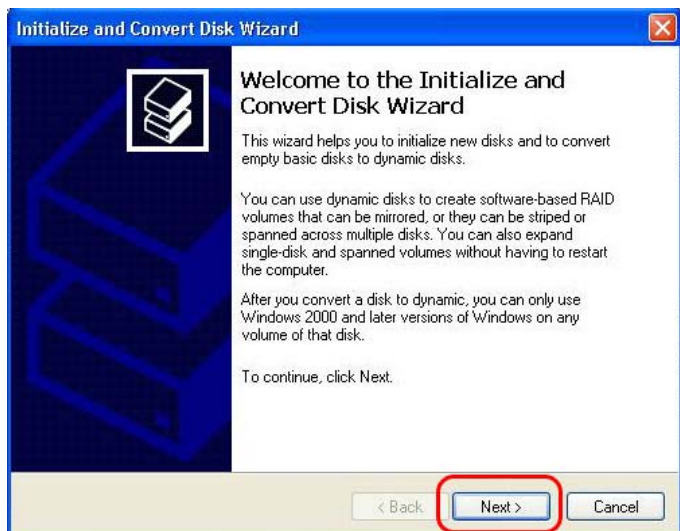 Initialize and Convert Disk Wizard
Welcome to the Initialize and
Convert Disk Wizard
This wizard helps you to initialize new disks and to convert
empty basic disks to dynamic disks.
You can use dynamic disks to create software-based RAID
volumes that can be mirrored, or they can be striped or
spanned across multiple disks. You can also expand
single-disk and spanned volumes without having to restart
the computer.
After you convert a disk to dynamic, you can only use
Windows 2000 and later versions of Windows on any
volume of that disk.
To continue, click Next.
< Back Next > Cancel